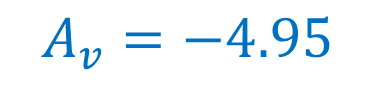 A_v = −4.95